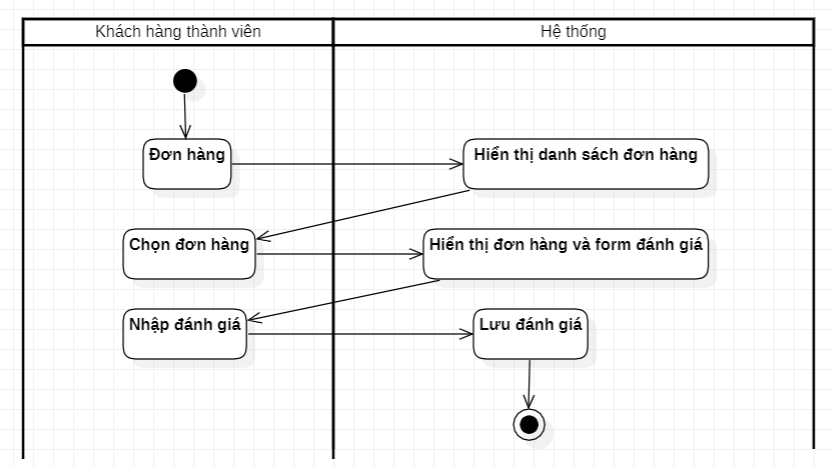 Khách hàng thành viên
Hệ thống
Đơn hàng
Hiển thị danh sách đơn hàng
Chọn đơn hàng
Hiển thị đơn hàng và form đánh giá
Nhập đánh giá
Lưu đánh giá